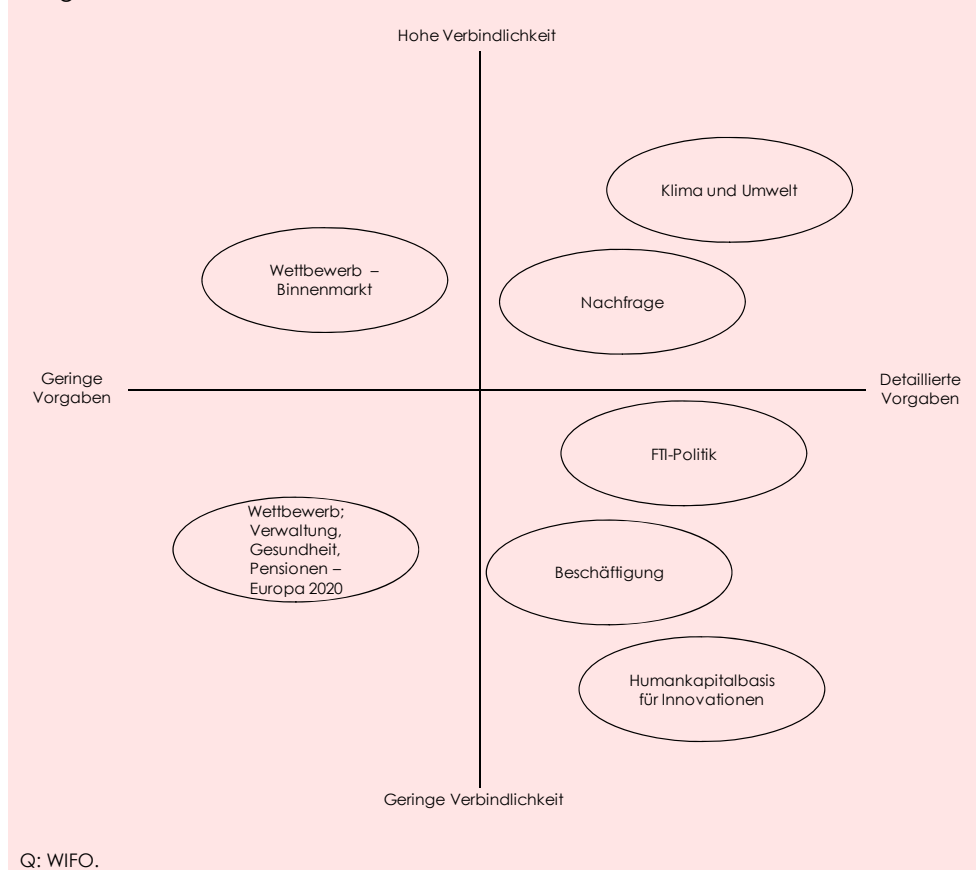 Hohe Verbindlichkeit
Klima und Umwelt
Wettbewerb –
Binnenmarkt
Nachfrage
Geringe
Vorgaben
Detaillierte
Vorgaben
FTI-Politik
Wettbewerb;
Verwaltung,
Gesundheit,
Pensionen –
Europa 2020
Beschäftigung
Humankapitalbasis
für Innovationen
Geringe Verbindlichkeit
Q: WIFO.